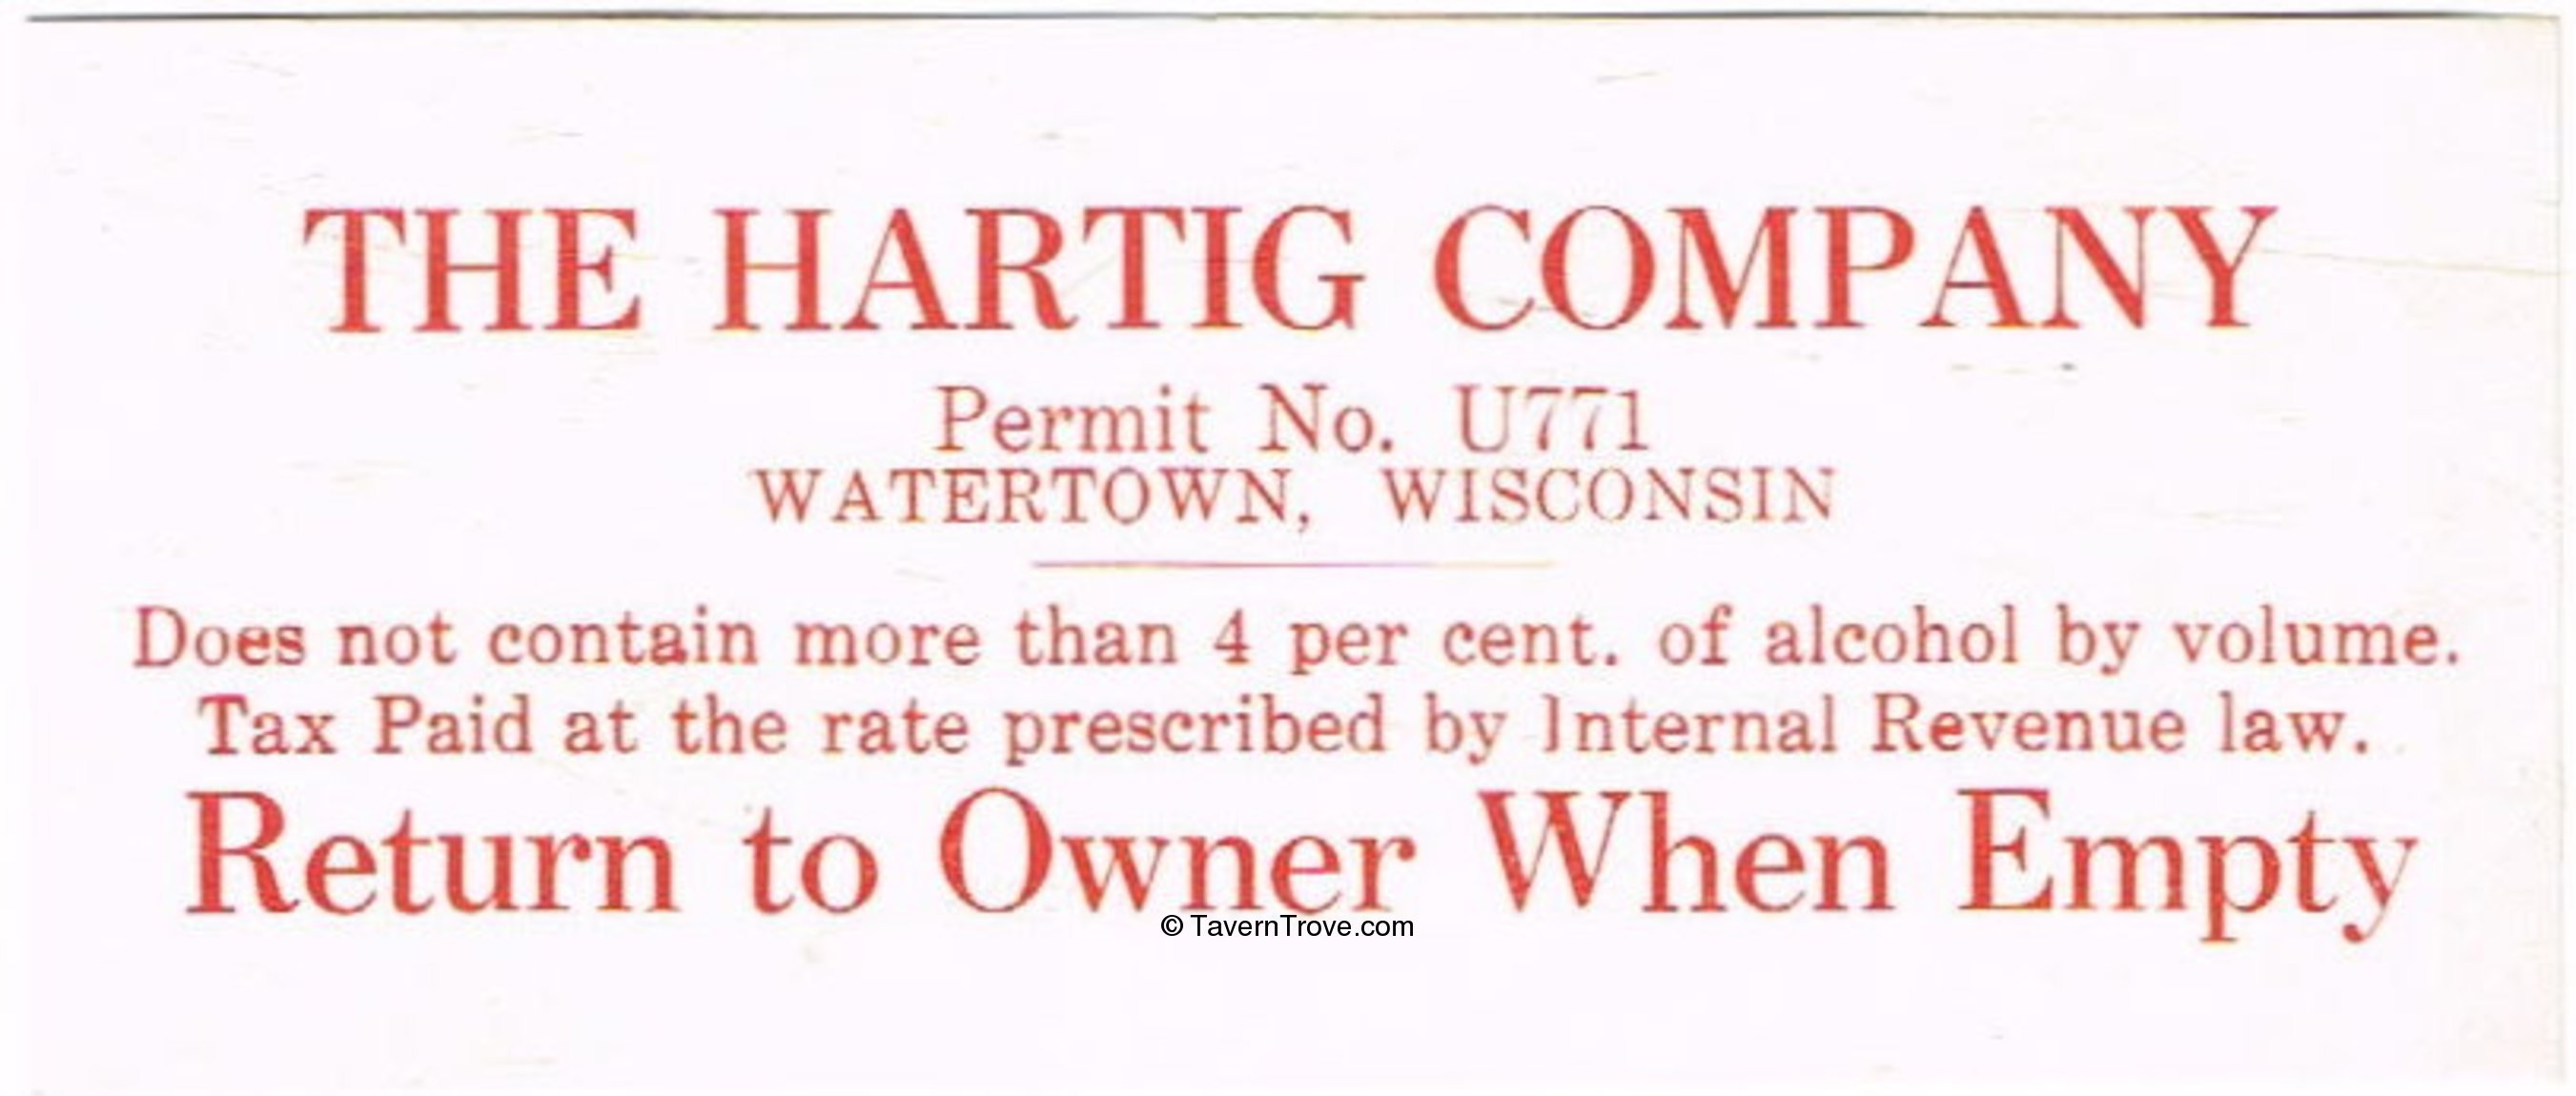 THE HARTIG COMPANY
Permit No. U771
WATERTOWN, WISCONSIN
Does not contain more than 4 per cent. of alcohol by volume.
Tax Paid at the rate prescribed by Internal Revenue law.
Return to Owner When Empty
© TavernTrove.com